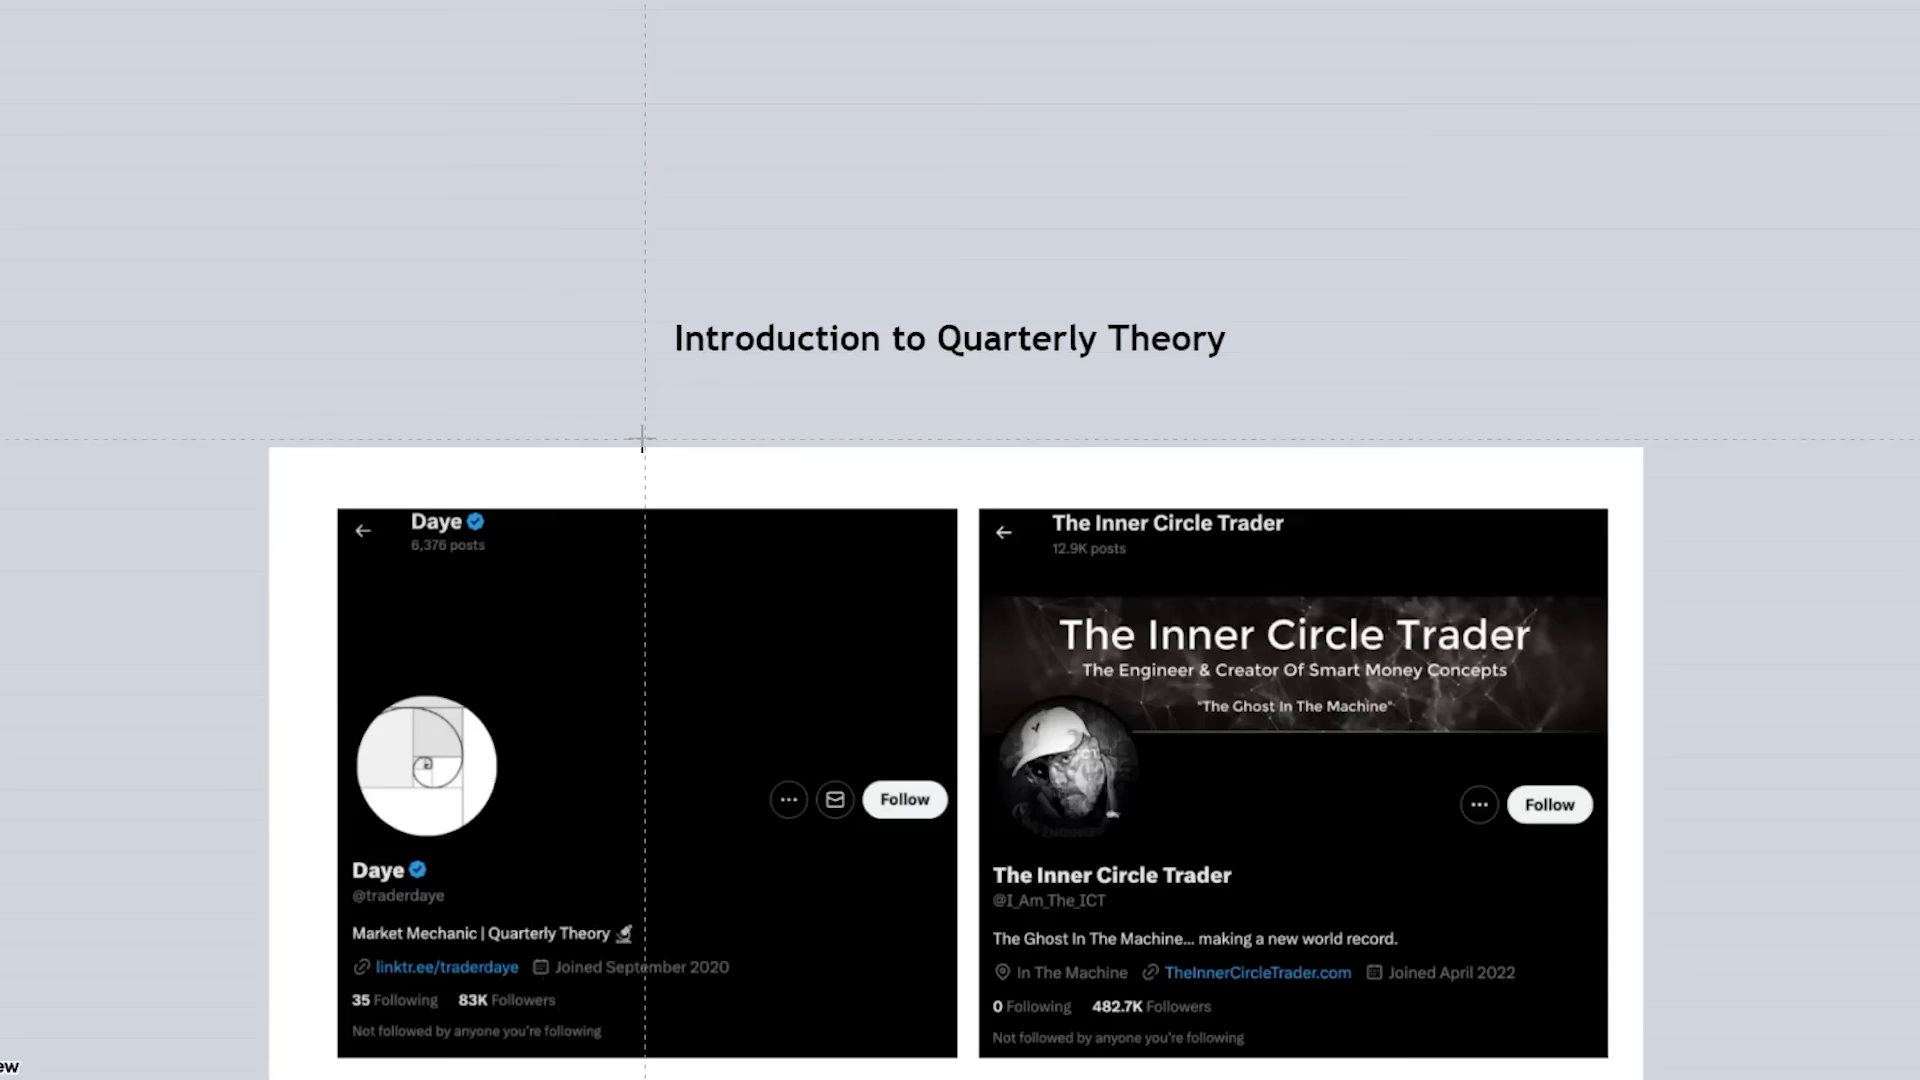 Introduction to Quarterly Theory
Daye
6,376 posts
Follow
Daye
@traderdaye
Market Mechanic | Quarterly Theory
linktr.ee/traderdaye Joined September 2020
35 Following 83K Followers
Not followed by anyone you're following
The Inner Circle Trader
12.9K posts
The Inner Circle Trader
The Engineer & Creator Of Smart Money Concepts
"The Ghost In The Machine"
Follow
The Inner Circle Trader
@I_Am_The_ICT
The Ghost In The Machine... making a new world record.
In The Machine TheInnerCircleTrader.com Joined April 2022
0 Following 482.7K Followers
Not followed by anyone you're following
ew